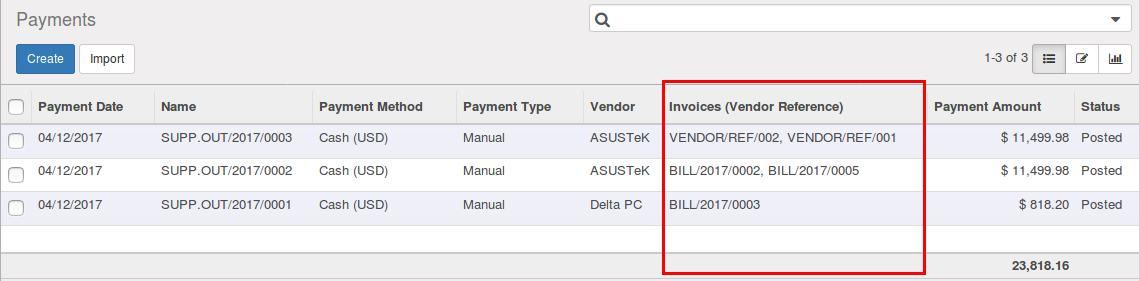 Payments
Create Import 1-3 of 3
Payment Date Name Payment Method Payment Type Vendor Invoices (Vendor Reference) Payment Amount Status
04/12/2017 SUPP.OUT/2017/0003 Cash (USD) Manual ASUSTeK VENDOR/REF/002, VENDOR/REF/001 $ 11,499.98 Posted
04/12/2017 SUPP.OUT/2017/0002 Cash (USD) Manual ASUSTeK BILL/2017/0002, BILL/2017/0005 $ 11,499.98 Posted
04/12/2017 SUPP.OUT/2017/0001 Cash (USD) Manual Delta PC BILL/2017/0003 $ 818.20 Posted
23,818.16